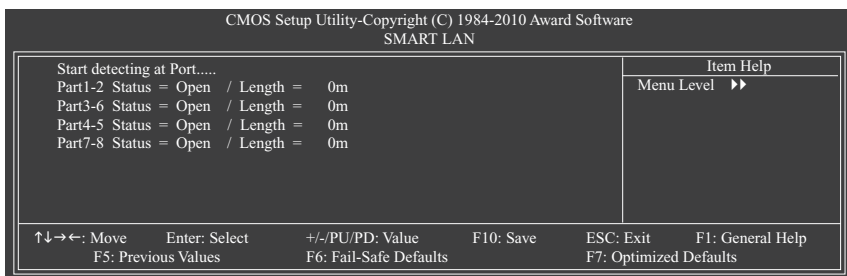 CMOS Setup Utility-Copyright (C) 1984-2010 Award Software
SMART LAN
Start detecting at Port.....
Part1-2 Status = Open / Length = 0m
Part3-6 Status = Open / Length = 0m
Part4-5 Status = Open / Length = 0m
Part7-8 Status = Open / Length = 0m
Item Help
Menu Level ▶▶
↑↓→←: Move Enter: Select +/-/PU/PD: Value F10: Save ESC: Exit F1: General Help
F5: Previous Values F6: Fail-Safe Defaults F7: Optimized Defaults